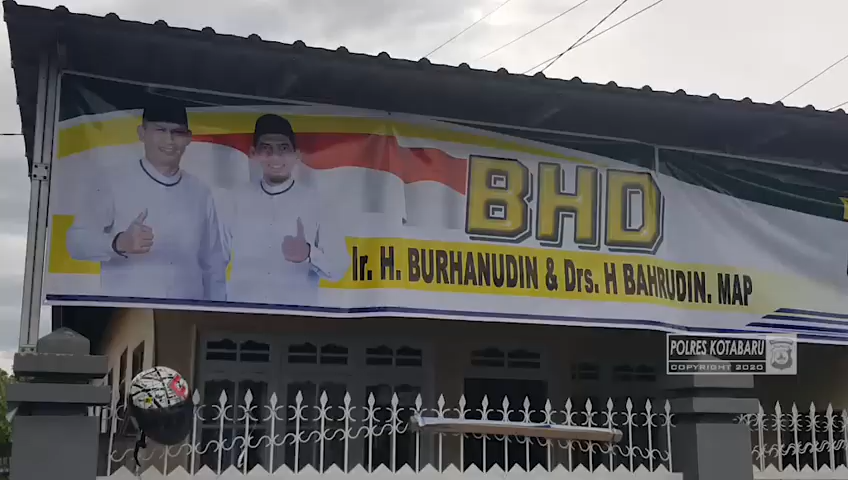 BHD
Ir. H. BURHANUDIN & Drs. H BAHRUDIN. MAP
POLRES KOTABARU
COPYRIGHT 2020